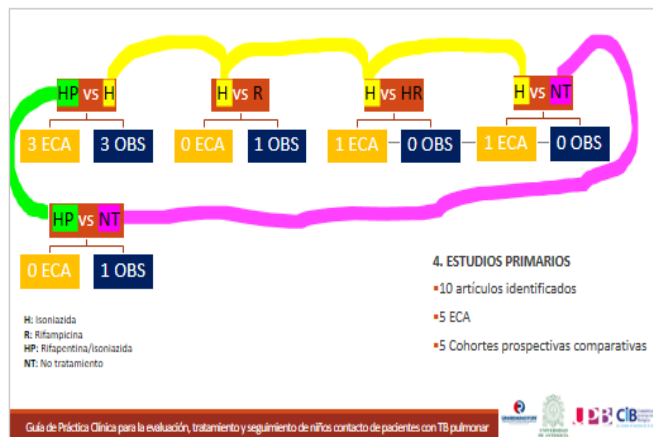 HP vs H
H vs R
H vs HR
H vs NT
3 ECA
3 OBS
0 ECA
1 OBS
1 ECA
0 OBS
1 ECA
0 OBS
HP vs NT
0 ECA
1 OBS
4. ESTUDIOS PRIMARIOS
▪10 artículos identificados
▪5 ECA
▪5 Cohortes prospectivas comparativas
H: Isoniazida
R: Rifampicina
HP: Rifapentina/isoniazida
NT: No tratamiento
Guía de Práctica Clínica para la evaluación, tratamiento y seguimiento de niños contacto de pacientes con TB pulmonar
UPB
CIB